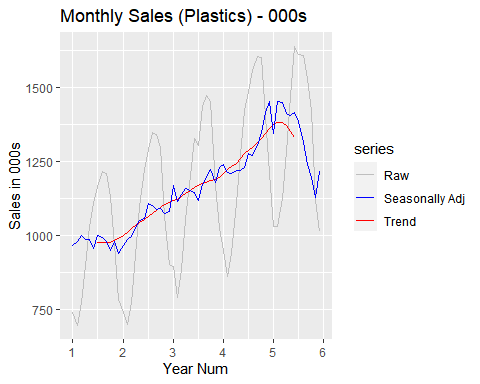 Monthly Sales (Plastics) - 000s
Sales in 000s
1500
1250
1000
750
1 2 3 4 5 6
Year Num
series
Raw
Seasonally Adj
Trend